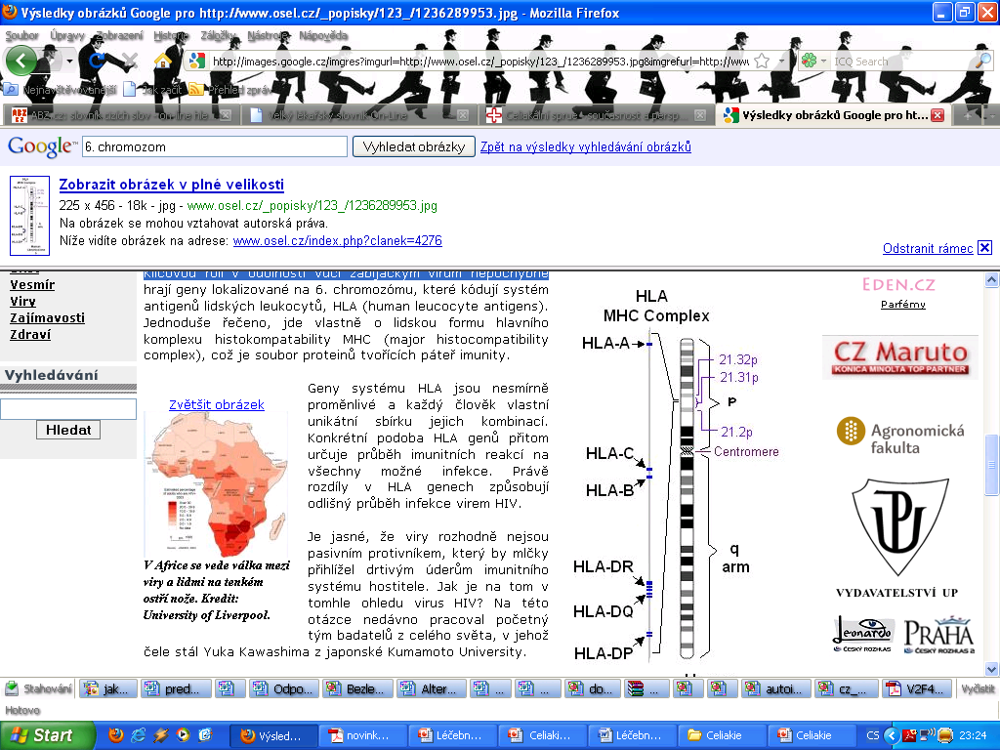 Výsledky obrázků Google pro http://www.osel.cz/_popisky/123_/1236289953.jpg - Mozilla Firefox
Soubor Úpravy Zobrazení Historie Záložky Nástroje Nápověda
http://images.google.cz/imgres?imgurl=http://www.osel.cz/_popisky/123_/1236289953.jpg&imgrefurl=http://www
ICQ Search
Nejnavštěvovanější Jak začít Přehled zpráv
ABZ.cz: slovník cizích slov - on-line hle
Velký lékařský slovník On-Line
Celiakální sprue - současnost a persp...
Výsledky obrázků Google pro ht...
Google 6. chromozom Vyhledat obrázky Zpět na výsledky vyhledávání obrázků
Zobrazit obrázek v plné velikosti
225 x 456 - 18k - jpg - www.osel.cz/_popisky/123_/1236289953.jpg
Na obrázek se mohou vztahovat autorská práva.
Níže vidíte obrázek na adrese: www.osel.cz/index.php?clanek=4276
Odstranit rámec
Vesmír
Viry
Zajímavosti
Zdraví
Vyhledávání
Hledat
klíčovou roli v odolnosti vůči zabijáckým virům nepochybně
hrají geny lokalizované na 6. chromozómu, které kódují systém
antigenů lidských leukocytů, HLA (human leucocyte antigens).
Jednoduše řečeno, jde vlastně o lidskou formu hlavního
komplexu histokompatability MHC (major histocompatibility
complex), což je soubor proteinů tvořících páteř imunity.
Zvětšit obrázek
V Africe se vede válka mezi
viry a lidmi na tenkém
ostří nože. Kredit:
University of Liverpool.
Geny systému HLA jsou nesmírně
proměnlivé a každý člověk vlastní
unikátní sbírku jejich kombinací.
Konkrétní podoba HLA genů přitom
určuje průběh imunitních reakcí na
všechny možné infekce. Právě
rozdíly v HLA genech způsobují
odlišný průběh infekce virem HIV.
Je jasné, že viry rozhodně nejsou
pasivním protivníkem, který by mlčky
přihlížel drtivým úderům imunitního
systému hostitele. Jak je na tom v
tomhle ohledu virus HIV? Na této
otázce nedávno pracoval početný
tým badatelů z celého světa, v jehož
čele stál Yuka Kawashima z japonské Kumamoto University.
HLA
MHC Complex
HLA-A
21.32p
21.31p
P
21.2p
Centromere
HLA-C
HLA-B
HLA-DR
HLA-DQ
HLA-DP
q
arm
EDEN.CZ
Parfémy
CZ Maruto
KONICA MINOLTA TOP PARTNER
Agronomická
fakulta
UP
VYDAVATELSTVÍ UP
Leonardo
ČESKÝ ROZHLAS
PRAHA
ČESKÝ ROZHLAS 2
Stahování jak... pred... ... Odpo... Bezle... Alter... ... ... do... ... autoi... cz_... V2F4... Vyčistit
Hotovo
Start Výsled... novink... Léčebn... Celiaki... Léčebn... Celiakie Celiakie CS 23:24